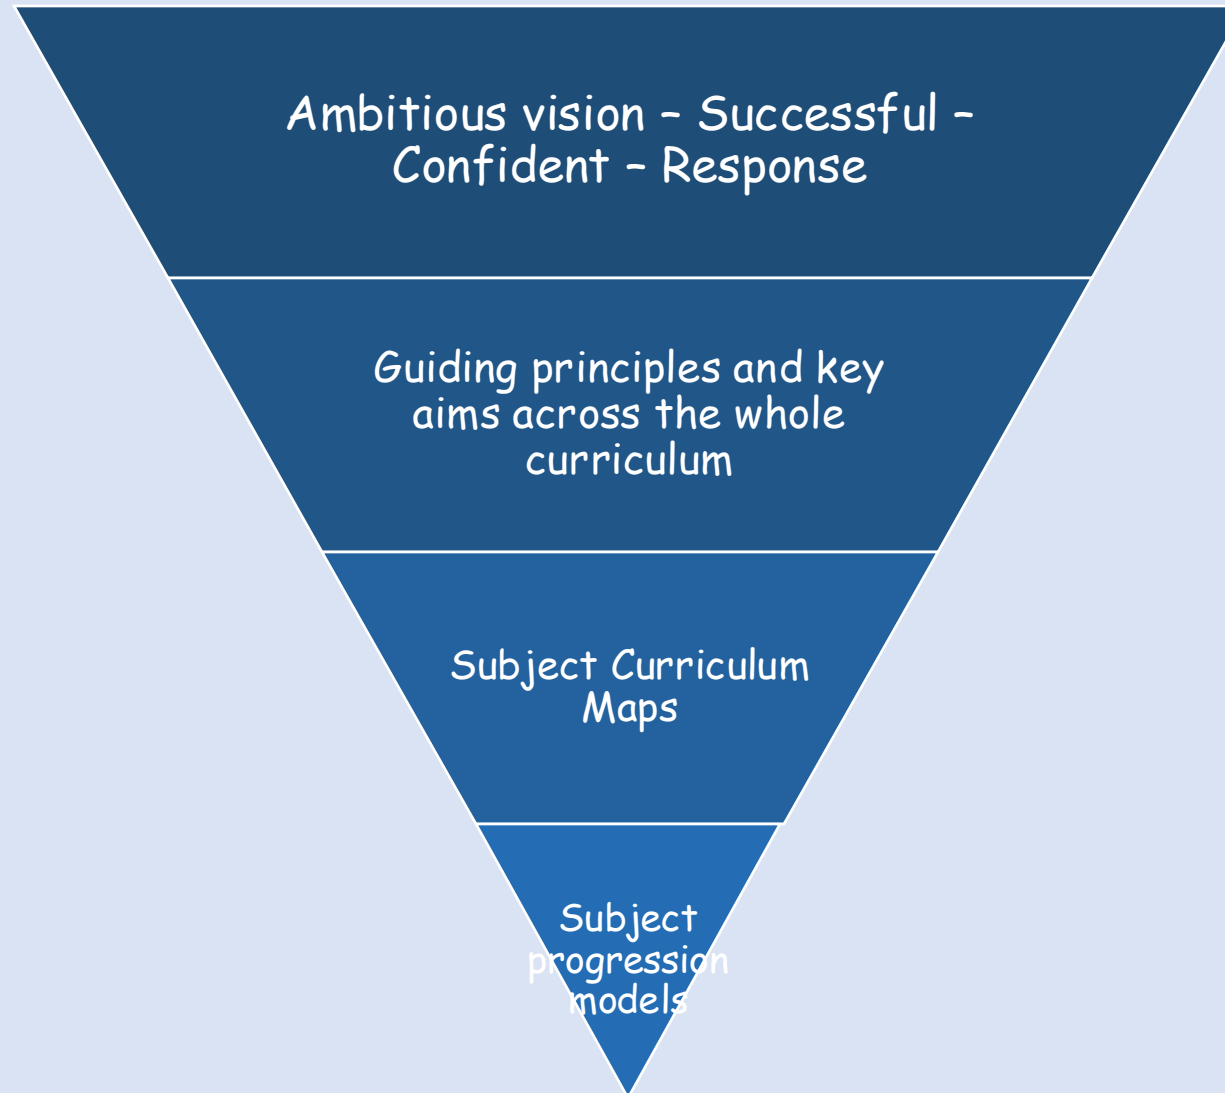 Ambitious vision – Successful –
Confident – Response
Guiding principles and key
aims across the whole
curriculum
Subject Curriculum
Maps
Subject
progression
models